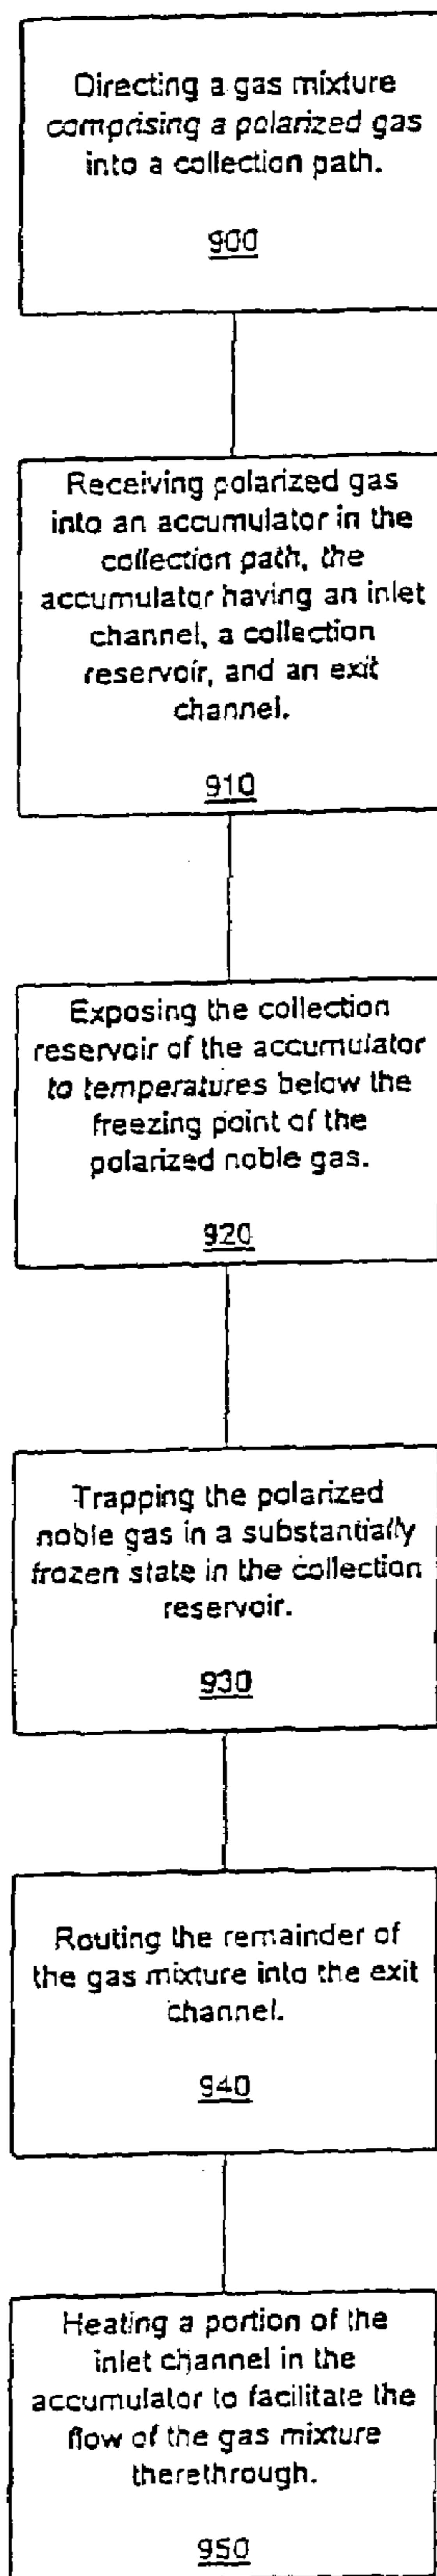 Directing a gas mixture
comprising a polarized gas
into a collection path.
900
Receiving polarized gas
into an accumulator in the
collection path, the
accumulator having an inlet
channel, a collection
reservoir, and an exit
channel.
910
Exposing the collection
reservoir of the accumulator
to temperatures below the
freezing point of the
polarized noble gas.
920
Trapping the polarized
noble gas in a substantially
frozen state in the collection
reservoir.
930
Routing the remainder of
the gas mixture into the exit
channel.
940
Heating a portion of the
inlet channel in the
accumulator to facilitate the
flow of the gas mixture
therethrough.
950